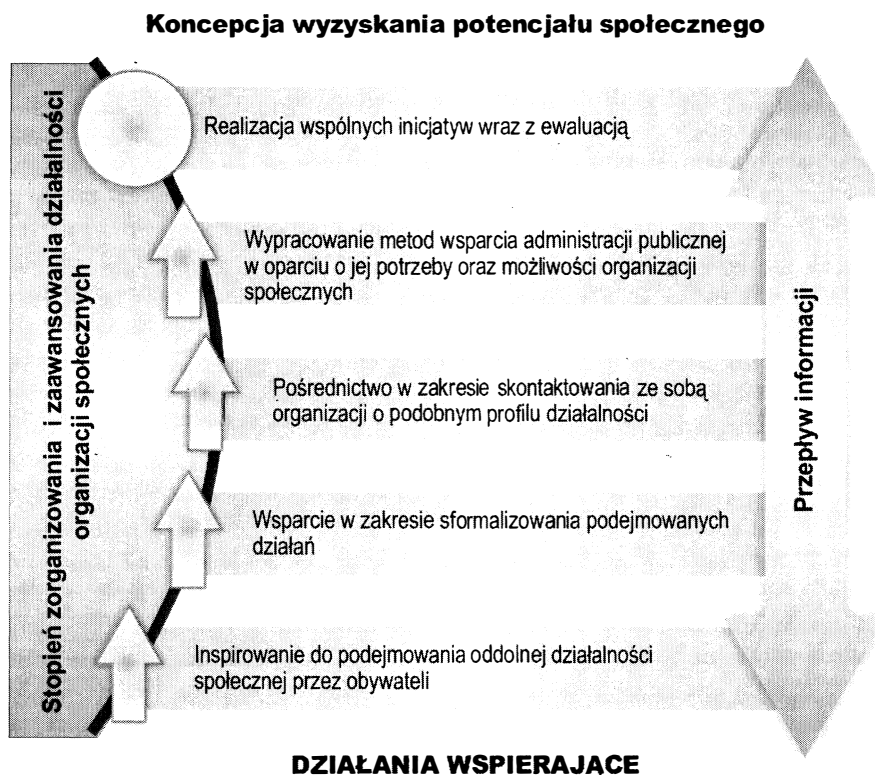 Koncepcja wyzyskania potencjału społecznego
Stopień zorganizowania i zaawansowania działalności
organizacji społecznych
Realizacja wspólnych inicjatyw wraz z ewaluacją
Wypracowanie metod wsparcia administracji publicznej
w oparciu o jej potrzeby oraz możliwości organizacji
społecznych
Pośrednictwo w zakresie skontaktowania ze sobą
organizacji o podobnym profilu działalności
Wsparcie w zakresie sformalizowania podejmowanych
działań
Inspirowanie do podejmowania oddolnej działalności
społecznej przez obywateli
Przepływ informacji
DZIAŁANIA WSPIERAJĄCE